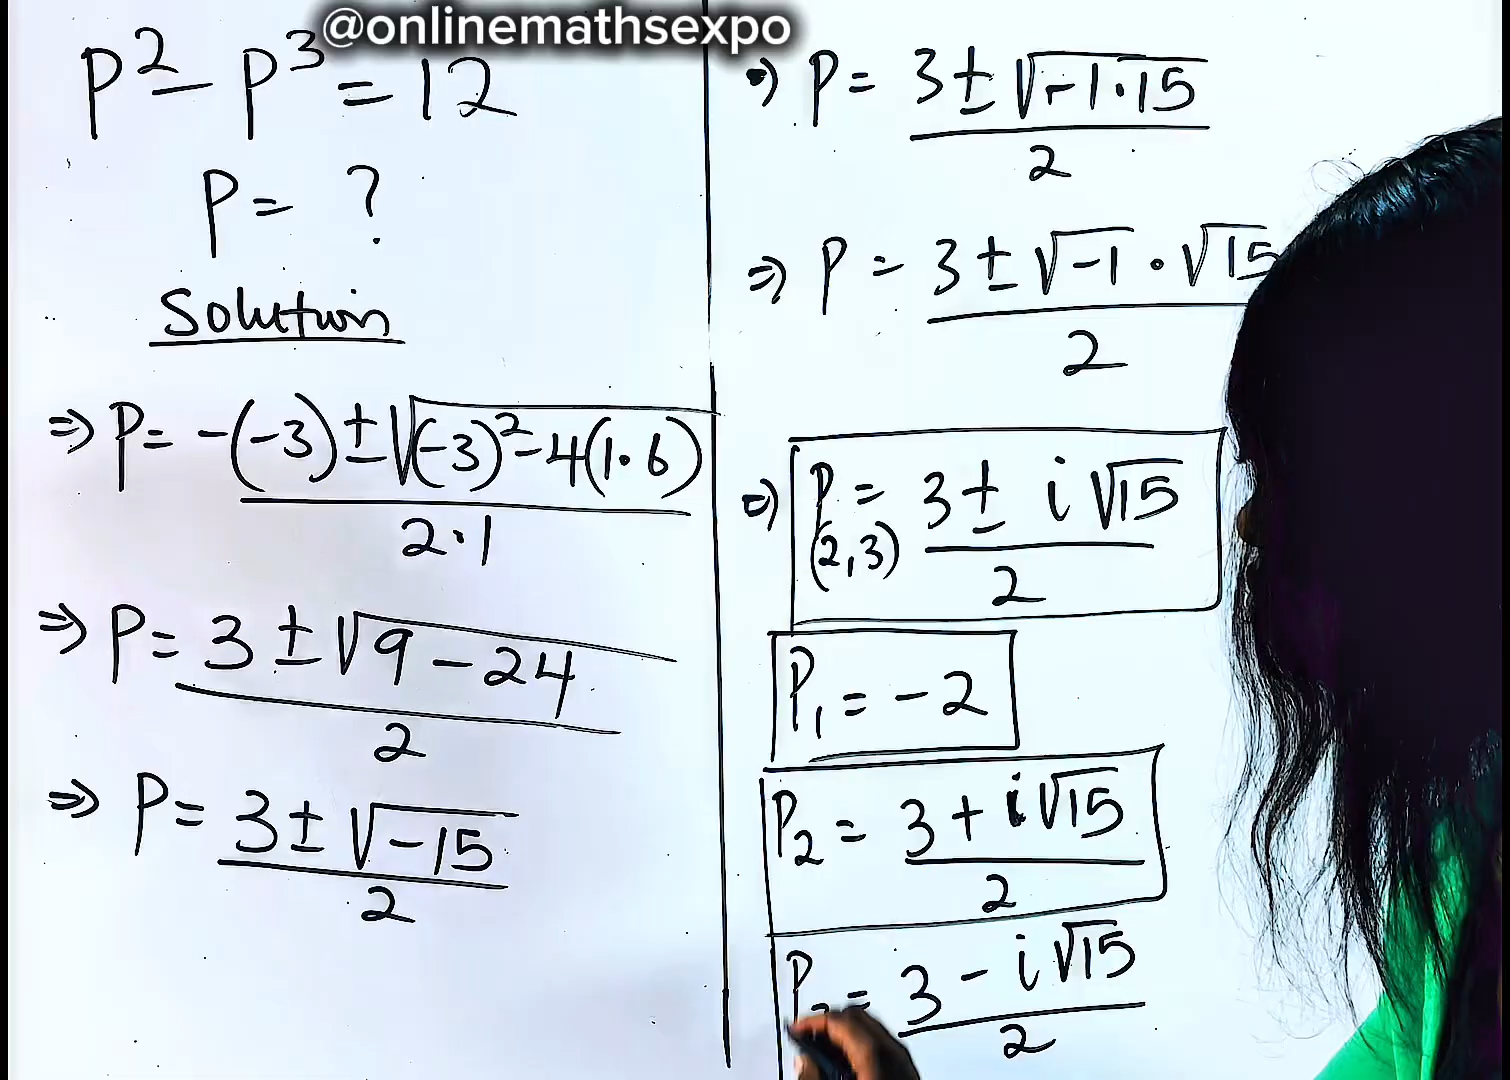 @onlinemathsexpo
P² - P³ = 12
P = ?
Solution
⇒ P = -(-3) ± √(-3)² - 4(1·6)
2·1
⇒ P = 3 ± √9 - 24
2
⇒ P = 3 ± √-15
2
⇒ P = 3 ± √-1·15
2
⇒ P = 3 ± √-1 · √15
2
⇒ P = 3 ± i√15
(2,3)
2
P₁ = -2
P₂ = 3 + i√15
2
P = 3 - i√15
2